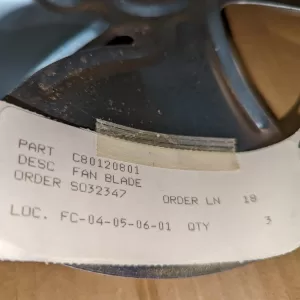 PART C80120801
DESC FAN BLADE
ORDER SO32347 ORDER LN 18
LOC. FC-04-05-06-01 QTY 3